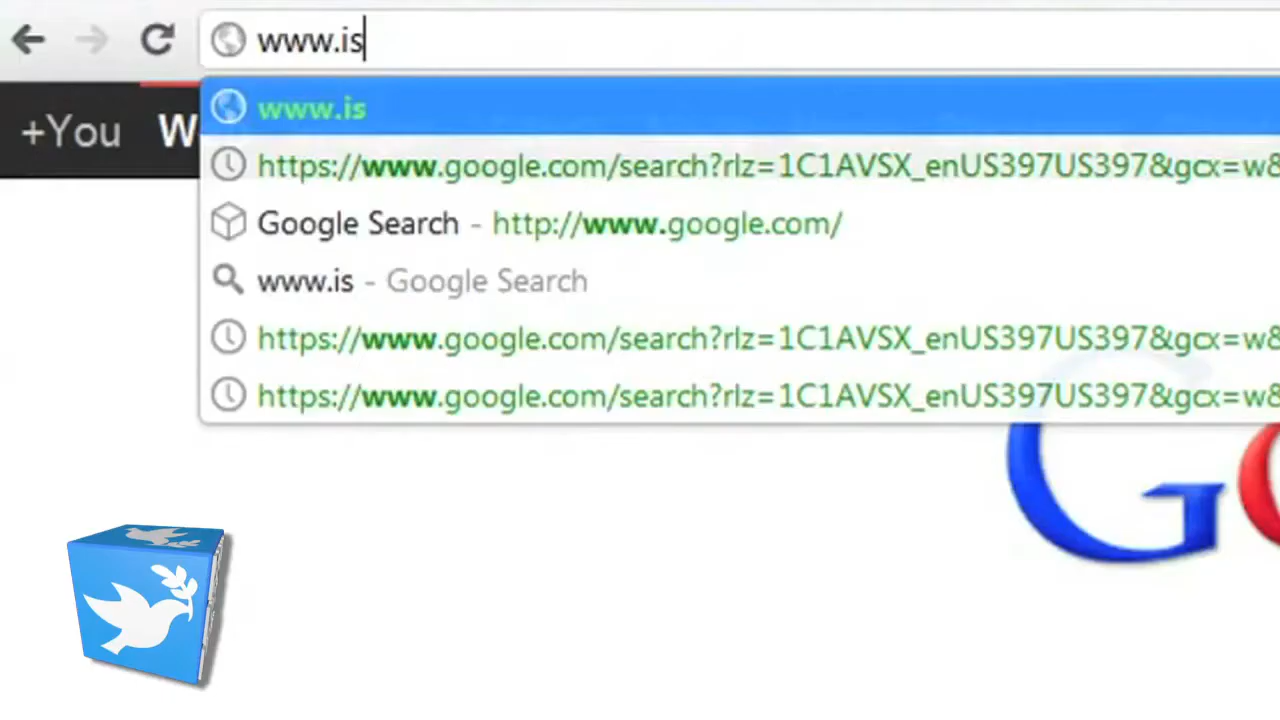 www.is
+You W
www.is
https://www.google.com/search?rlz=1C1AVSX_enUS397US397&gcx=w&
Google Search - http://www.google.com/
www.is - Google Search
https://www.google.com/search?rlz=1C1AVSX_enUS397US397&gcx=w&
https://www.google.com/search?rlz=1C1AVSX_enUS397US397&gcx=w&
Go